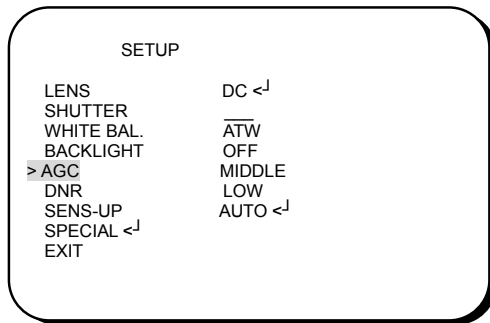 SETUP
LENS DC <┘
SHUTTER ___
WHITE BAL. ATW
BACKLIGHT OFF
> AGC MIDDLE
DNR LOW
SENS-UP AUTO <┘
SPECIAL <┘
EXIT